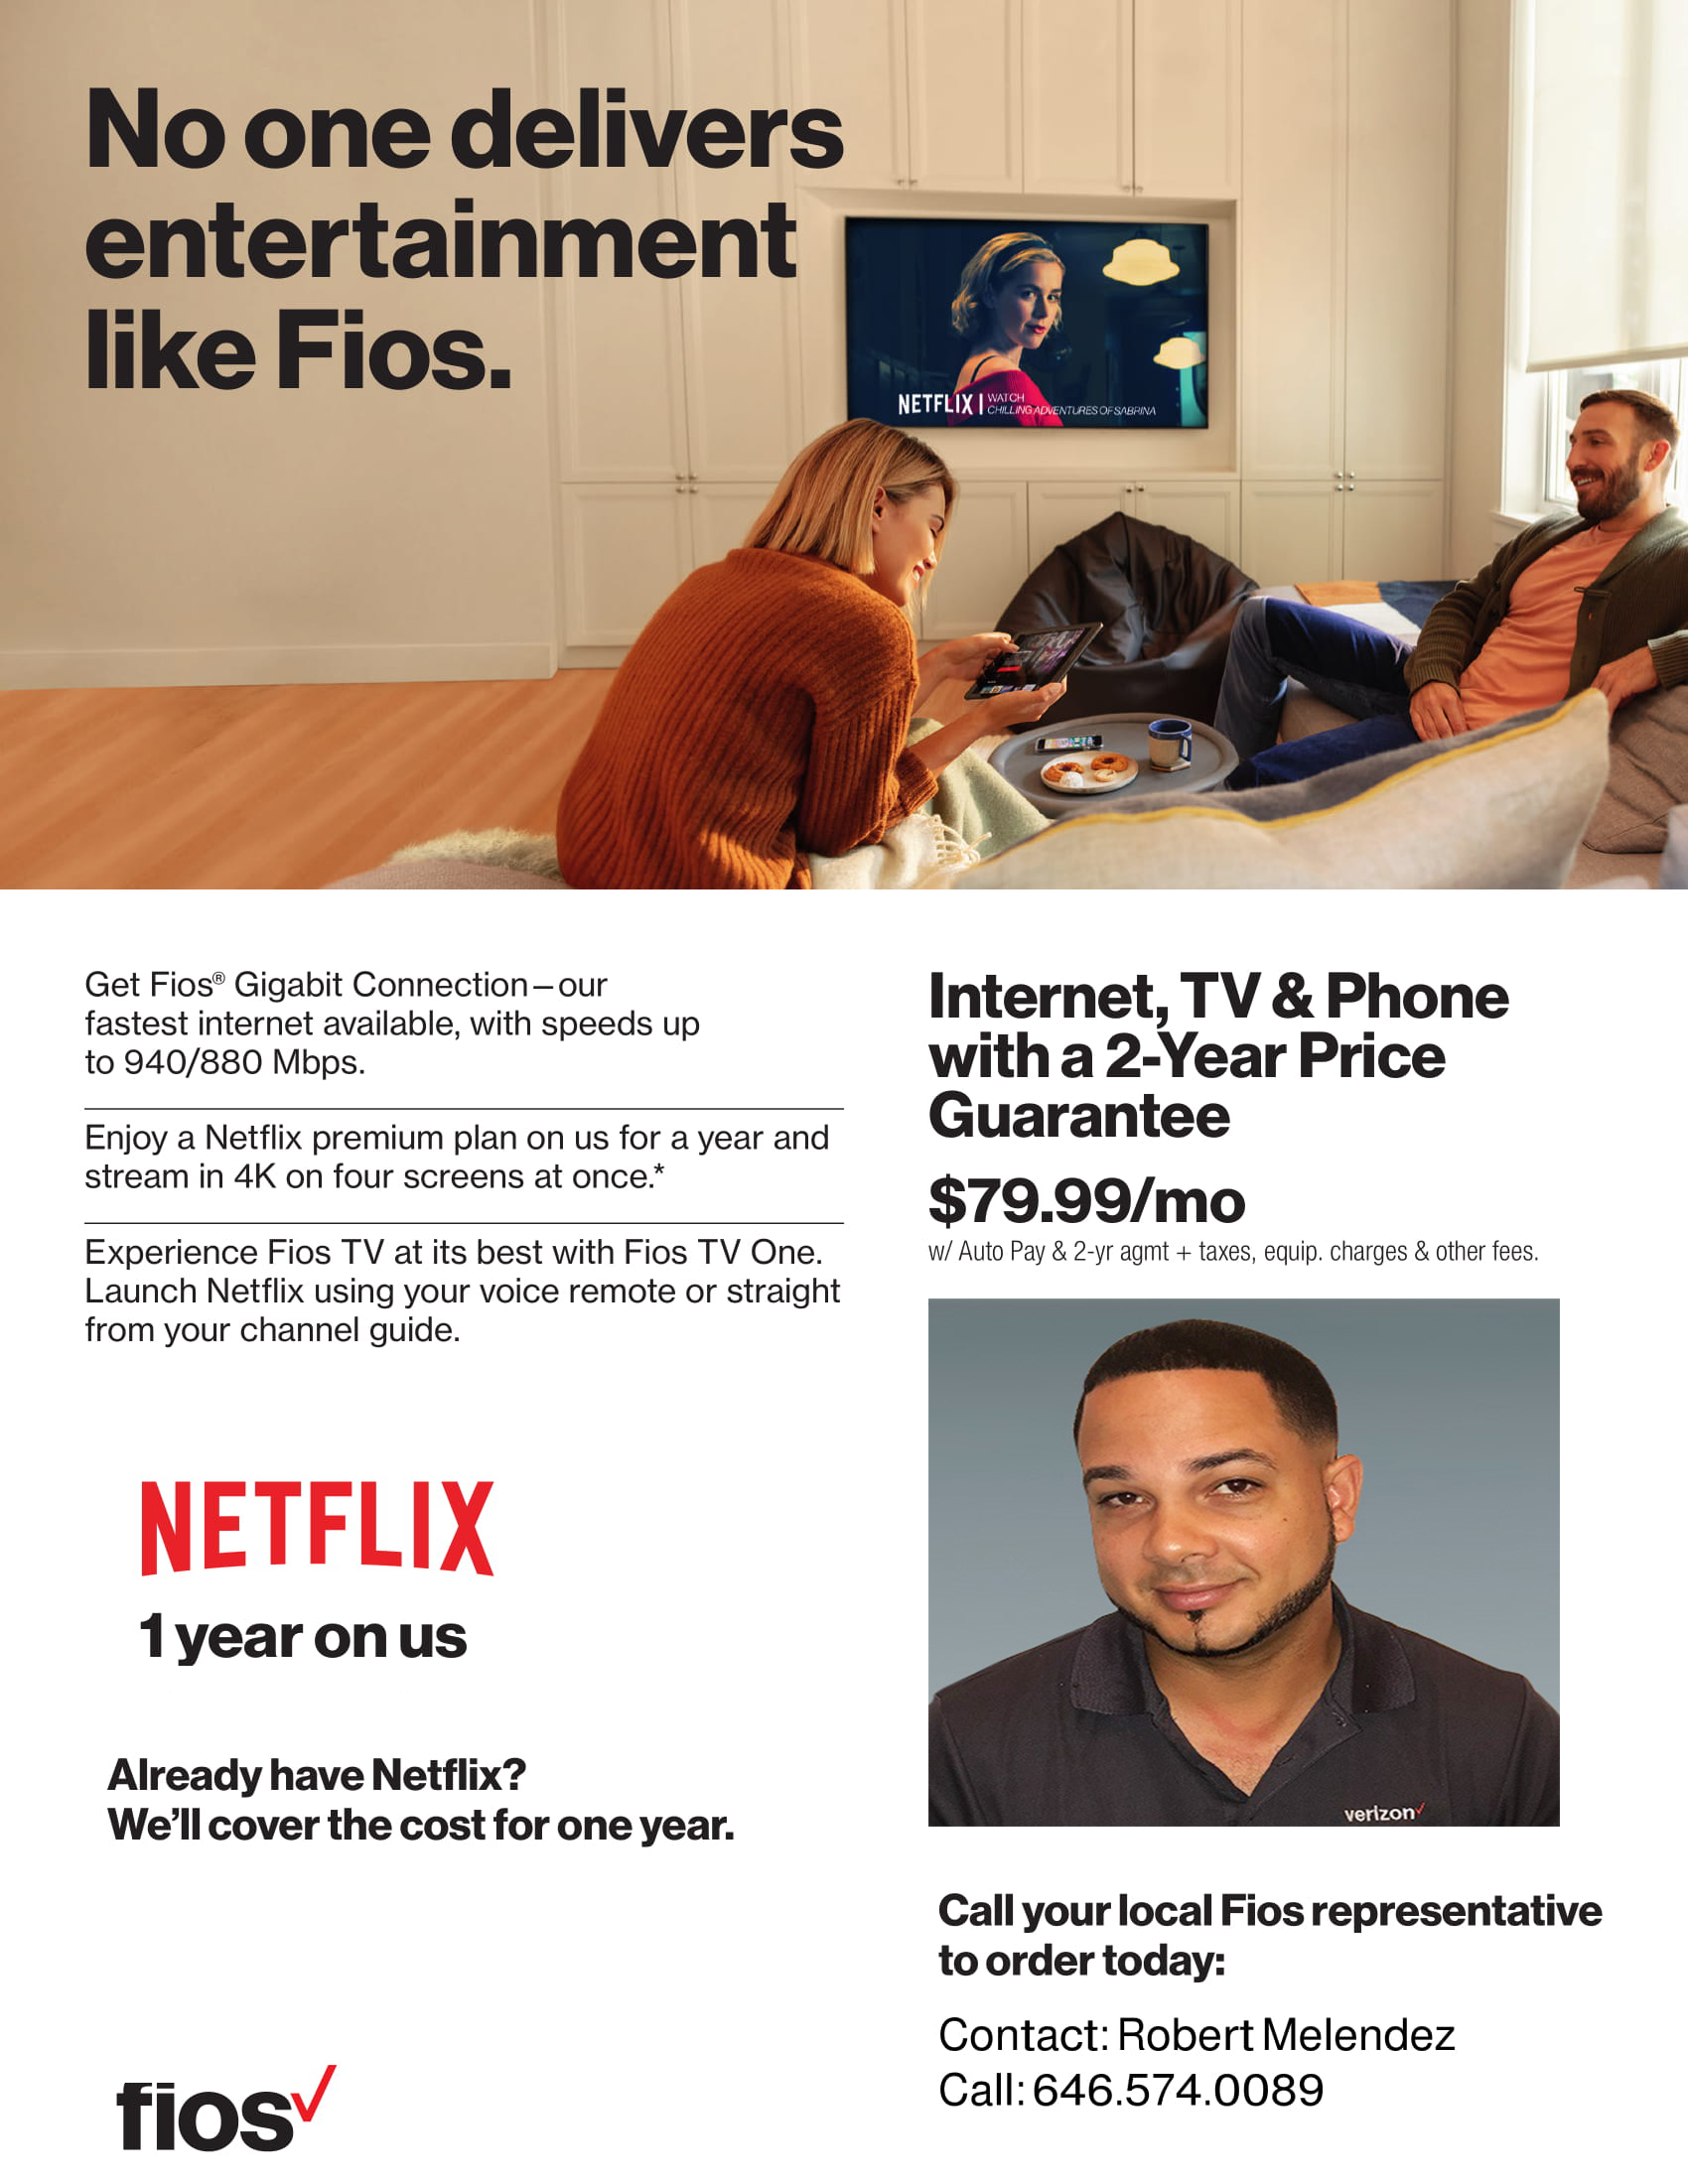 No one delivers
entertainment
like Fios.
NETFLIX | WATCH
CHILLING ADVENTURES OF SABRINA
Get Fios® Gigabit Connection—our
fastest internet available, with speeds up
to 940/880 Mbps.
Enjoy a Netflix premium plan on us for a year and
stream in 4K on four screens at once.*
Experience Fios TV at its best with Fios TV One.
Launch Netflix using your voice remote or straight
from your channel guide.
NETFLIX
1 year on us
Already have Netflix?
We'll cover the cost for one year.
fios
Internet, TV & Phone
with a 2-Year Price
Guarantee
$79.99/mo
w/ Auto Pay & 2-yr agmt + taxes, equip. charges & other fees.
verizon
Call your local Fios representative
to order today:
Contact: Robert Melendez
Call: 646.574.0089